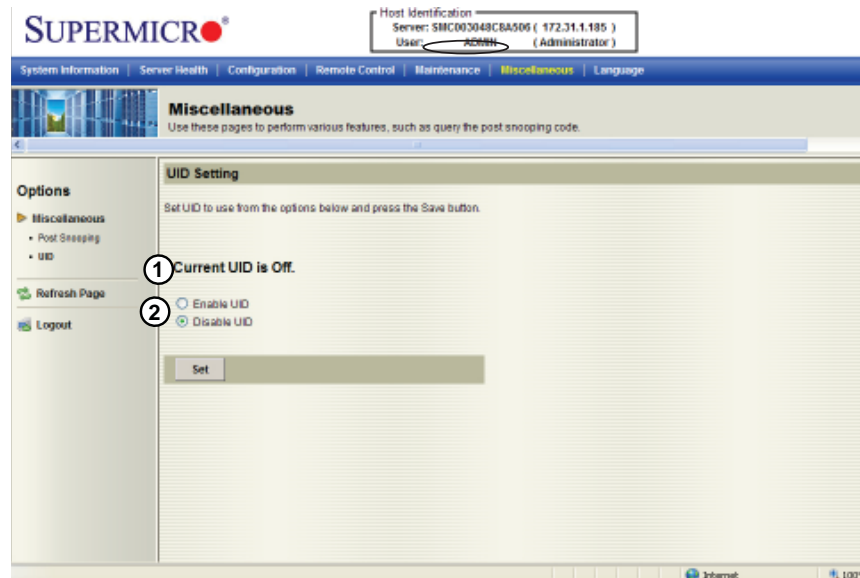 SUPERMICR®
Host Identification
Server: SMC003048C8A506 ( 172.31.1.185 )
User: ADMIN ( Administrator )
System Information | Server Health | Configuration | Remote Control | Maintenance | Miscellaneous | Language
Miscellaneous
Use these pages to perform various features, such as query the post snooping code.
Options
Miscellaneous
• Post Snooping
• UID
Refresh Page
Logout
UID Setting
Set UID to use from the options below and press the Save button.
1 Current UID is Off.
2 Enable UID
Disable UID
Set
Internet
100%